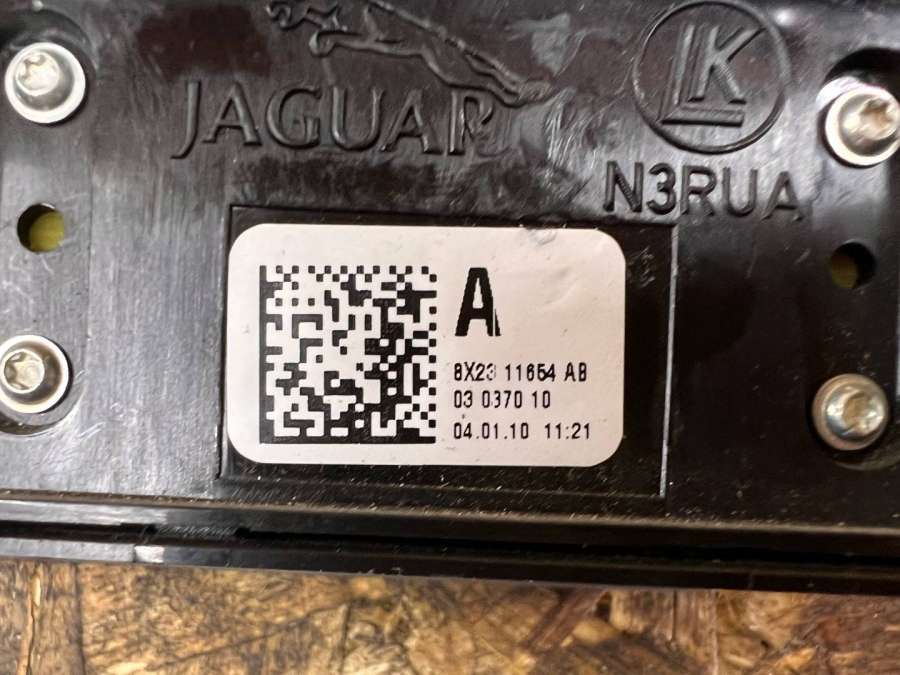 JAGUAR
LK
N3RUA
A
8X23 11654 AB
03 0370 10
04.01.10 11:21